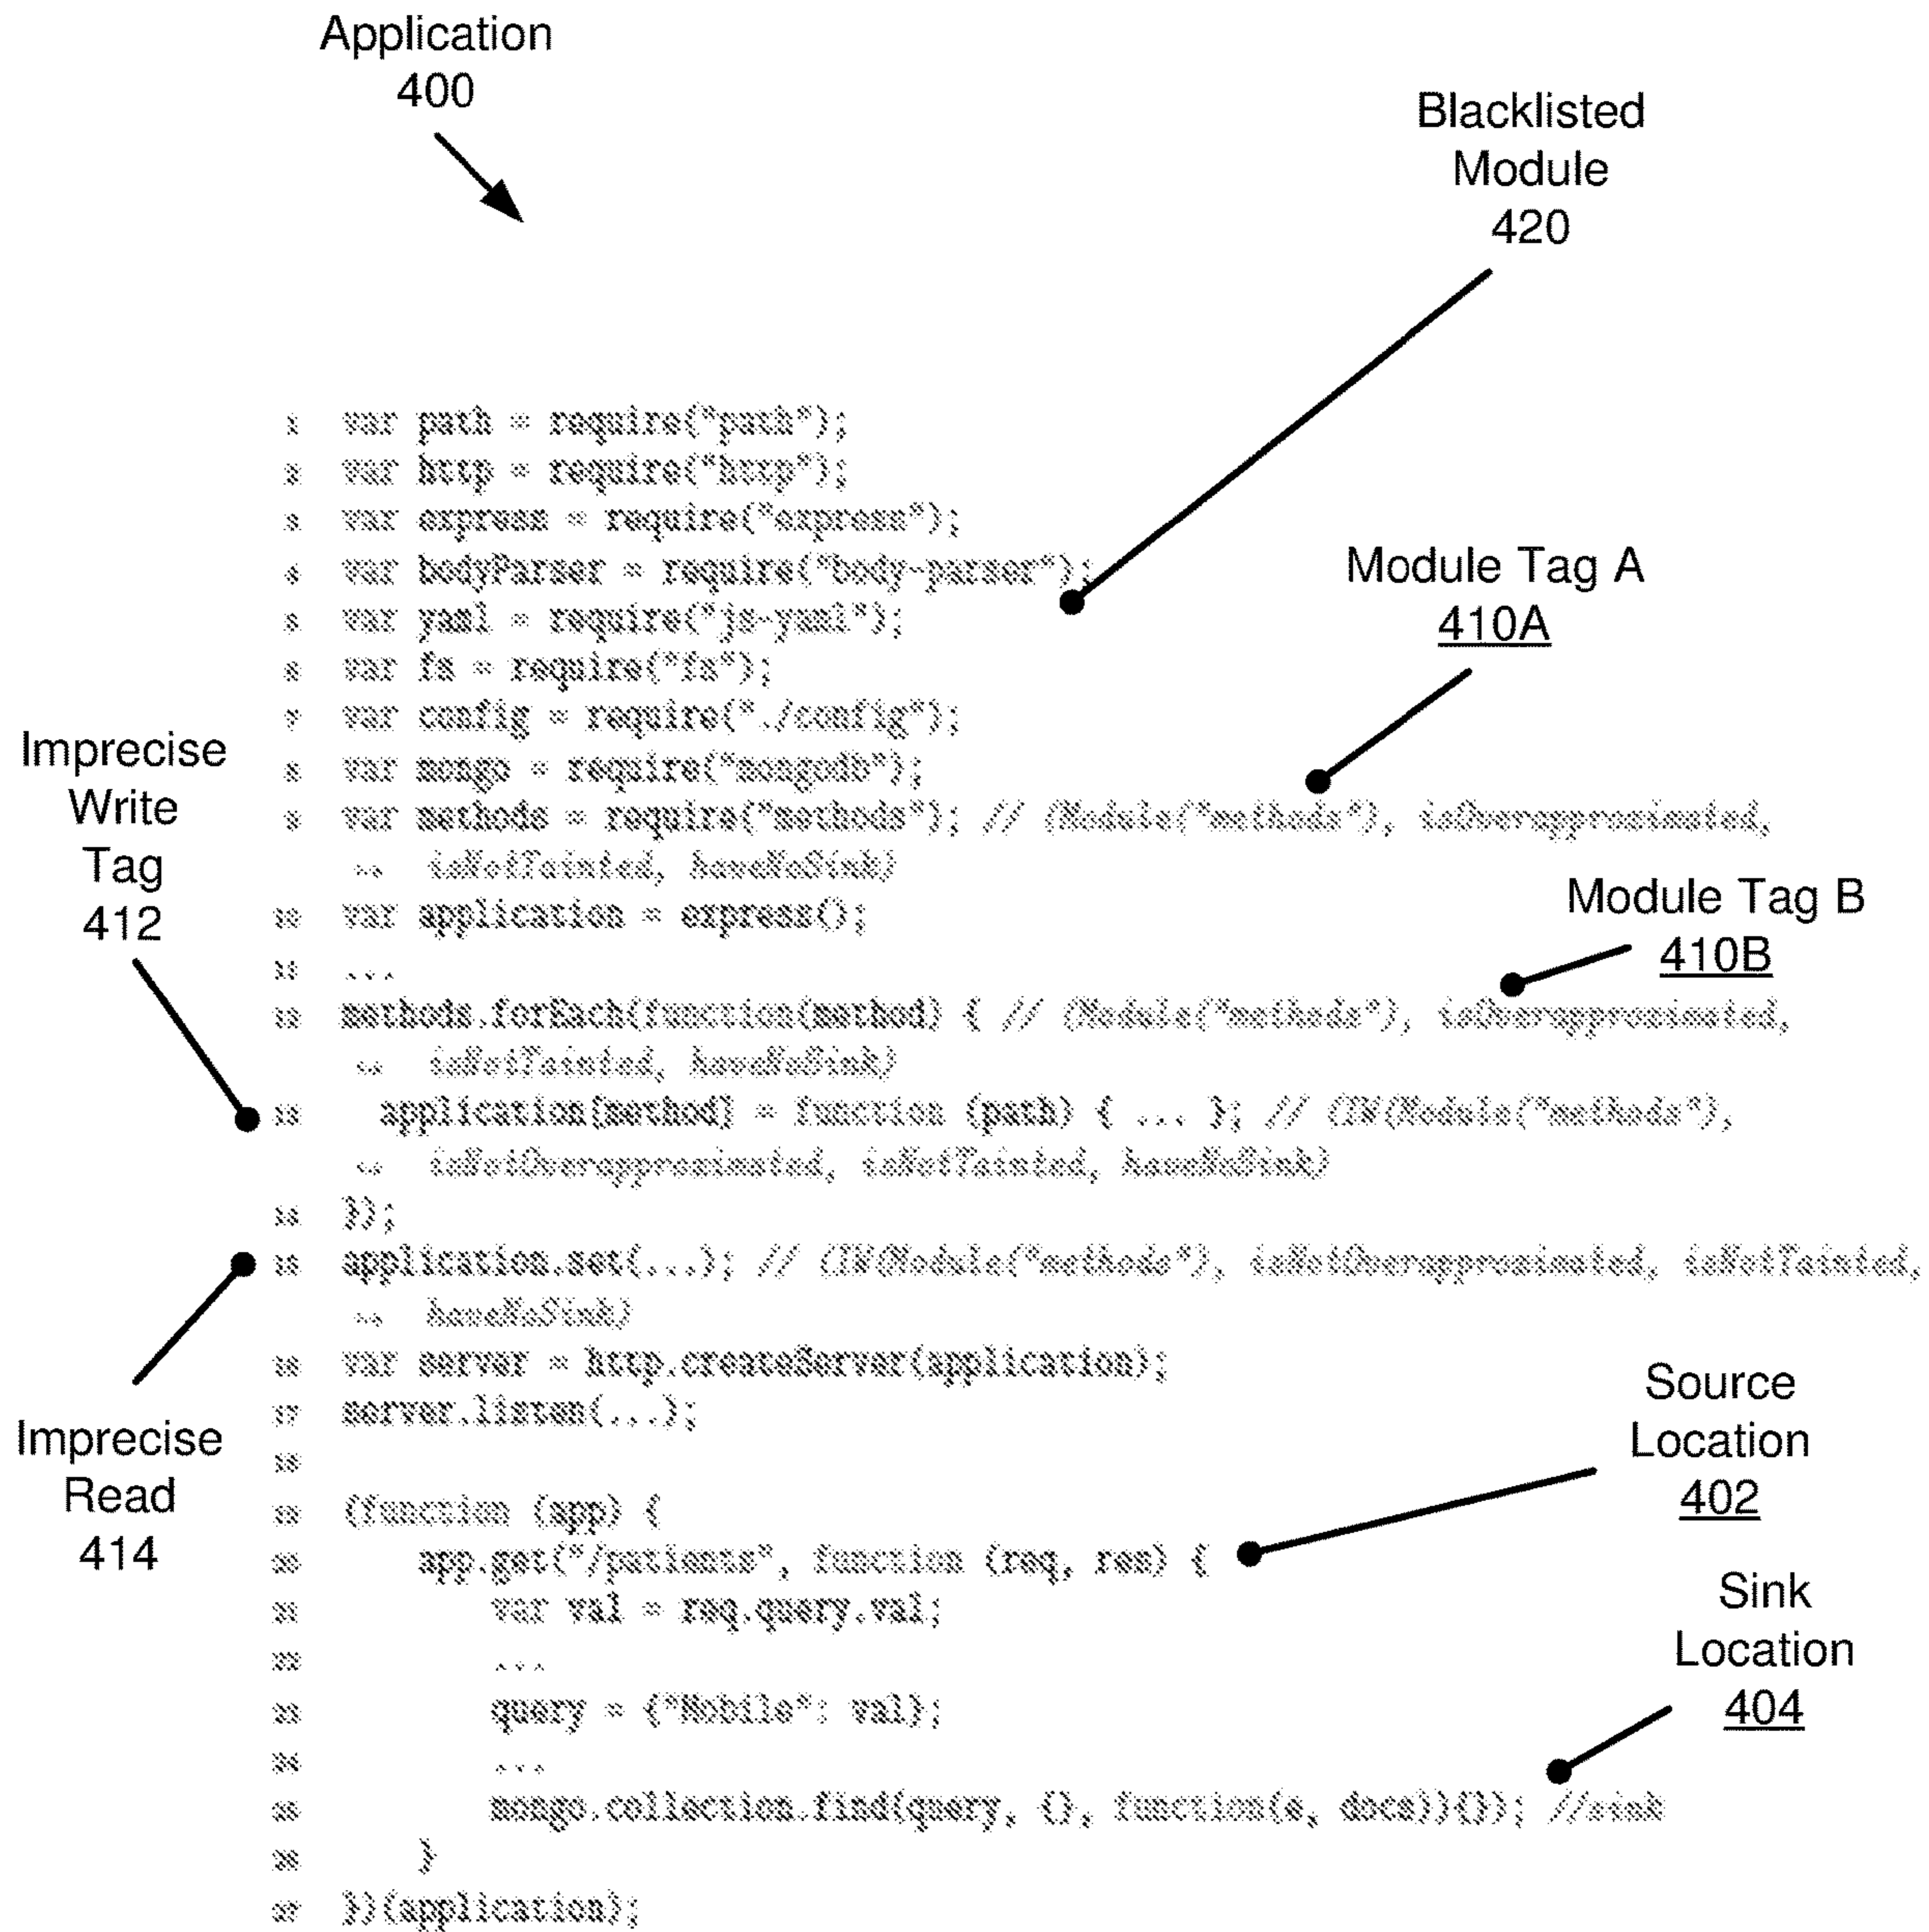 Application
400
Blacklisted
Module
420
1 var path = require("path");
2 var http = require("http");
3 var express = require("express");
4 var bodyParser = require("body-parser");
5 var yaml = require("js-yaml");
6 var fs = require("fs");
7 var config = require("./config");
8 var mongo = require("mongodb");
9 var methods = require("methods"); // (Module("methods"), isOverapproximated,
isNotTainted, haveNoSink)
10 var application = express();
11 ...
12 methods.forEach(function(method) { // (Module("methods"), isOverapproximated,
isNotTainted, haveNoSink)
13 application[method] = function (path) { ... }; // (IW(Module("methods"),
isNotOverapproximated, isNotTainted, haveNoSink)
14 });
15 application.set(...); // (IW(Module("methods"), isNotOverapproximated, isNotTainted,
haveNoSink)
16 var server = http.createServer(application);
17 server.listen(...);
18
19 (function (app) {
20 app.get("/patients", function (req, res) {
21 var val = req.query.val;
22 ...
23 query = {"Mobile": val};
24 ...
25 mongo.collection.find(query, {}, function(e, docs)){}); //sink
26 }
27 })(application);
Module Tag A
410A
Module Tag B
410B
Imprecise
Write
Tag
412
Imprecise
Read
414
Source
Location
402
Sink
Location
404